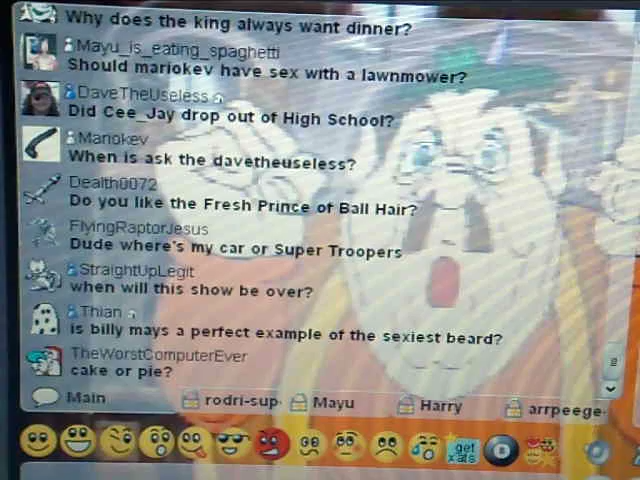 Why does the king always want dinner?
Mayu_is_eating_spaghetti
Should mariokev have sex with a lawnmower?
DaveTheUseless
Did Cee_Jay drop out of High School?
Mariokev
When is ask the davetheuseless?
Dealth0072
Do you like the Fresh Prince of Ball Hair?
FlyingRaptorJesus
Dude where's my car or Super Troopers
StraightUpLegit
when will this show be over?
Thian
is billy mays a perfect example of the sexiest beard?
TheWorstComputerEver
cake or pie?
Main rodri-sup- Mayu Harry arrpeege-
get xats 8